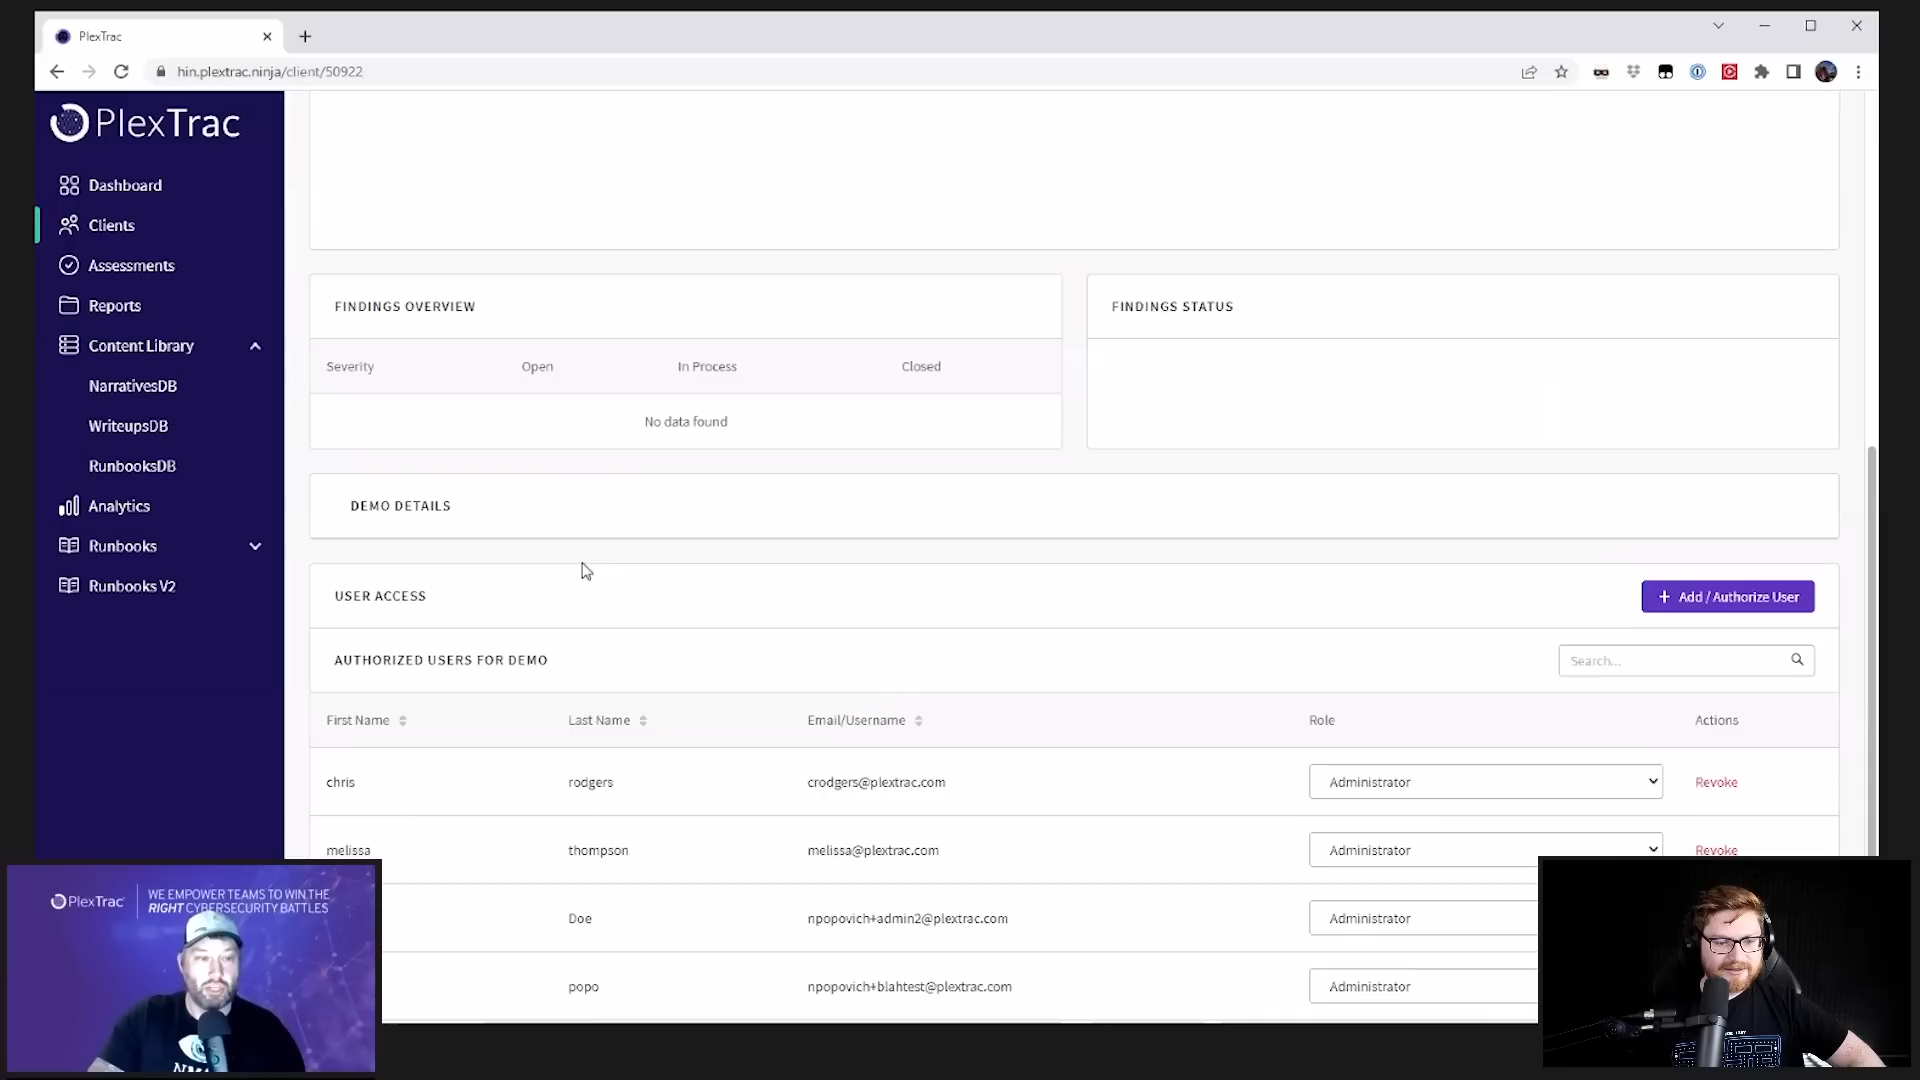 PlexTrac
hin.plextrac.ninja/client/50922
PlexTrac
Dashboard
Clients
Assessments
Reports
Content Library
NarrativesDB
WriteupsDB
RunbooksDB
Analytics
Runbooks
Runbooks V2
FINDINGS OVERVIEW
Severity Open In Process Closed
No data found
FINDINGS STATUS
DEMO DETAILS
USER ACCESS
+ Add / Authorize User
AUTHORIZED USERS FOR DEMO
Search...
First Name Last Name Email/Username Role Actions
chris rodgers crodgers@plextrac.com Administrator Revoke
melissa thompson melissa@plextrac.com Administrator Revoke
Doe npopovich+admin2@plextrac.com Administrator
popo npopovich+blahtest@plextrac.com Administrator
PlexTrac
WE EMPOWER TEAMS TO WIN THE
RIGHT CYBERSECURITY BATTLES